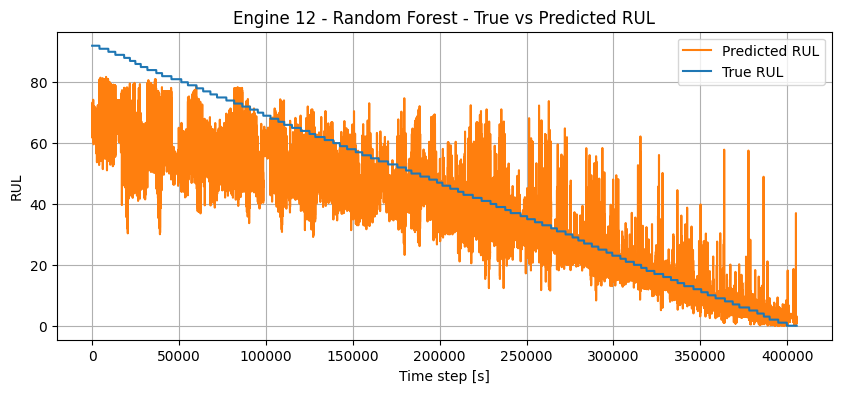 Engine 12 - Random Forest - True vs Predicted RUL
Predicted RUL
True RUL
RUL
80
60
40
20
0
0 50000 100000 150000 200000 250000 300000 350000 400000
Time step [s]